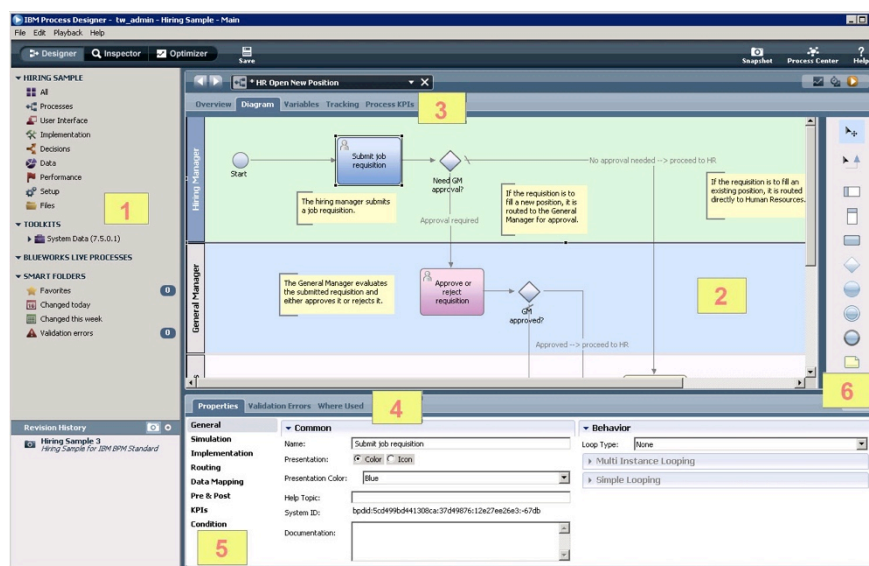 IBM Process Designer - tw_admin - Hiring Sample - Main
File Edit Playback Help
Designer Inspector Optimizer Save Snapshot Process Center Help
HIRING SAMPLE
All
Processes
User Interface
Implementation
Decisions
Data
Performance
Setup
Files
1
TOOLKITS
System Data (7.5.0.1)
BLUEWORKS LIVE PROCESSES
SMART FOLDERS
Favorites 0
Changed today
Changed this week
Validation errors 0
Revision History
Hiring Sample 3
Hiring Sample for IBM BPM Standard
* HR Open New Position
Overview Diagram Variables Tracking Process KPIs
3
Hiring Manager
Start
Submit job
requisition
Need GM
approval?
No approval needed --> proceed to HR
The hiring manager submits
a job requisition.
If the requisition is to
fill a new position, it is
routed to the General
Manager for approval.
If the requisition is to fill an
existing position, it is routed
directly to Human Resources.
Approval required
General Manager
The General Manager evaluates
the submitted requisition and
either approves it or rejects it.
Approve or
reject
requisition
GM
approved?
2
Approved --> proceed to HR
6
Properties Validation Errors Where Used
4
General
Simulation
Implementation
Routing
Data Mapping
Pre & Post
KPIs
Condition
5
Common
Name: Submit job requisition
Presentation: Color Icon
Presentation Color: Blue
Help Topic:
System ID: bpdid:5cd499bd441308ca:37d49876:12e27ee26e3:-67db
Documentation:
Behavior
Loop Type: None
Multi Instance Looping
Simple Looping